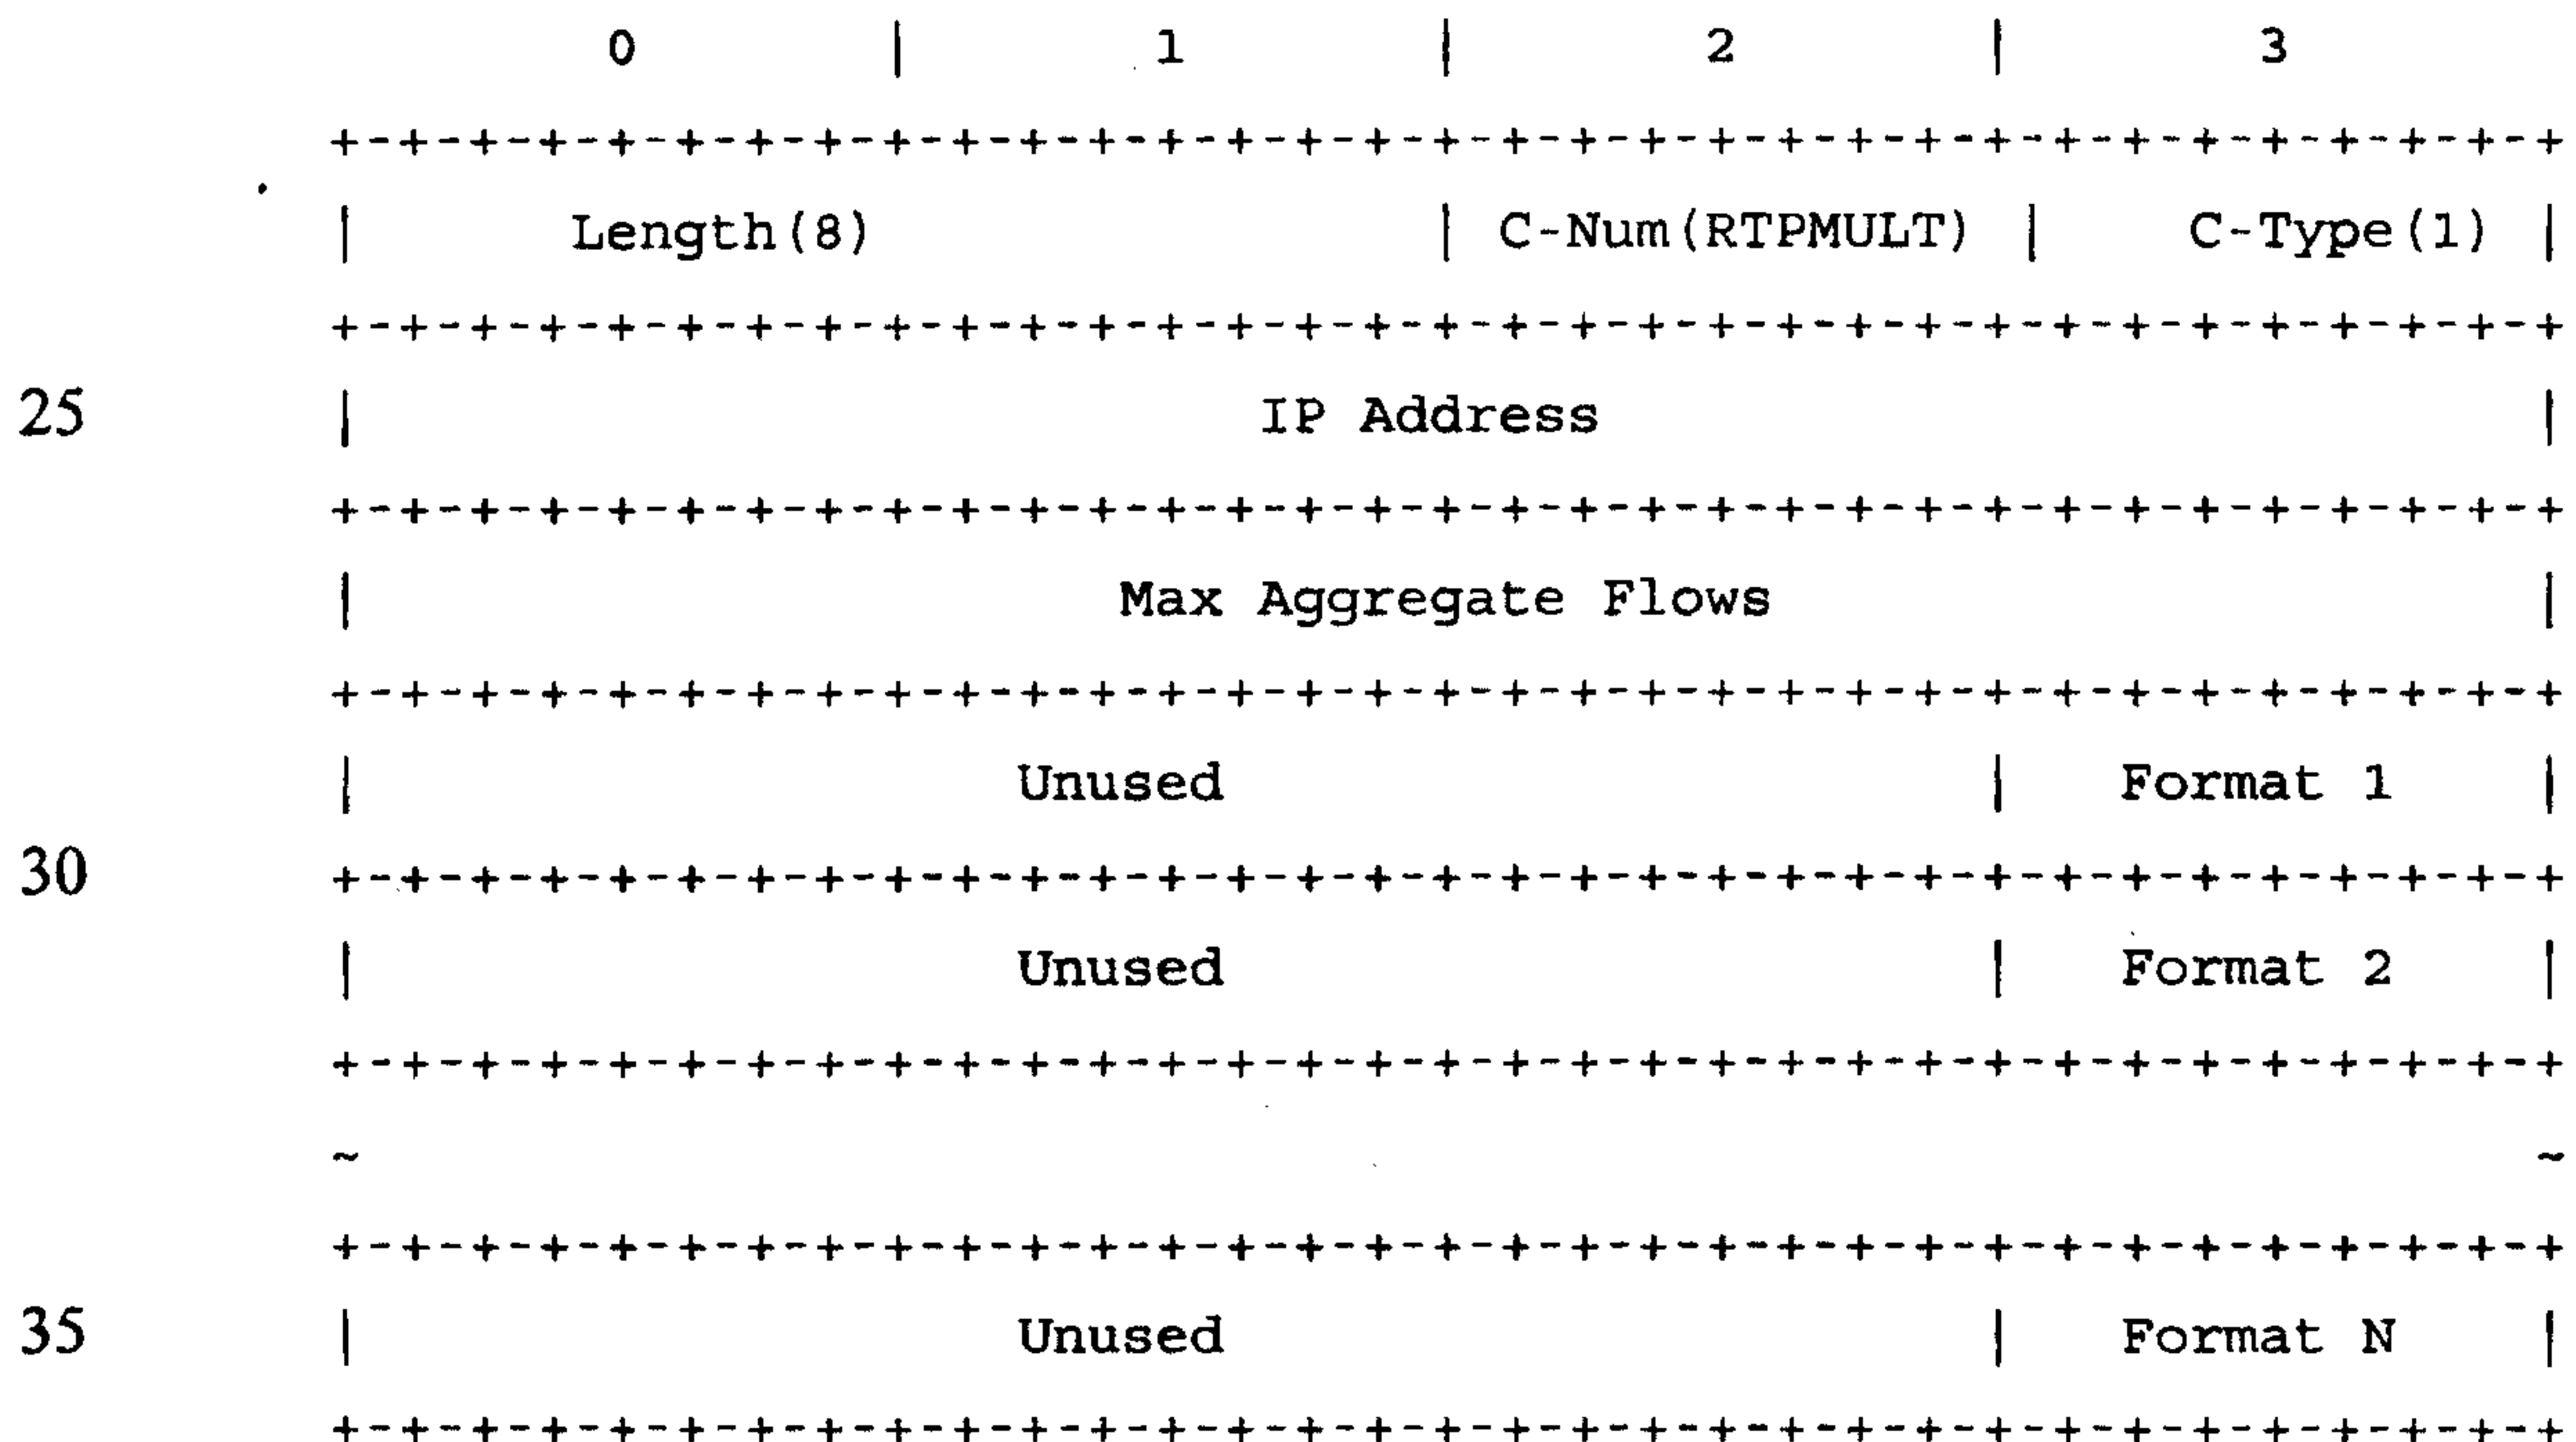 0 | 1 | 2 | 3
+-+-+-+-+-+-+-+-+-+-+-+-+-+-+-+-+-+-+-+-+-+-+-+-+-+-+-+-+-+-+-+-+
| Length(8) | C-Num(RTPMULT) | C-Type(1) |
+-+-+-+-+-+-+-+-+-+-+-+-+-+-+-+-+-+-+-+-+-+-+-+-+-+-+-+-+-+-+-+-+
25 | IP Address |
+-+-+-+-+-+-+-+-+-+-+-+-+-+-+-+-+-+-+-+-+-+-+-+-+-+-+-+-+-+-+-+-+
| Max Aggregate Flows |
+-+-+-+-+-+-+-+-+-+-+-+-+-+-+-+-+-+-+-+-+-+-+-+-+-+-+-+-+-+-+-+-+
| Unused | Format 1 |
30 +-+-+-+-+-+-+-+-+-+-+-+-+-+-+-+-+-+-+-+-+-+-+-+-+-+-+-+-+-+-+-+-+
| Unused | Format 2 |
+-+-+-+-+-+-+-+-+-+-+-+-+-+-+-+-+-+-+-+-+-+-+-+-+-+-+-+-+-+-+-+-+
~ ~
+-+-+-+-+-+-+-+-+-+-+-+-+-+-+-+-+-+-+-+-+-+-+-+-+-+-+-+-+-+-+-+-+
35 | Unused | Format N |
+-+-+-+-+-+-+-+-+-+-+-+-+-+-+-+-+-+-+-+-+-+-+-+-+-+-+-+-+-+-+-+-+